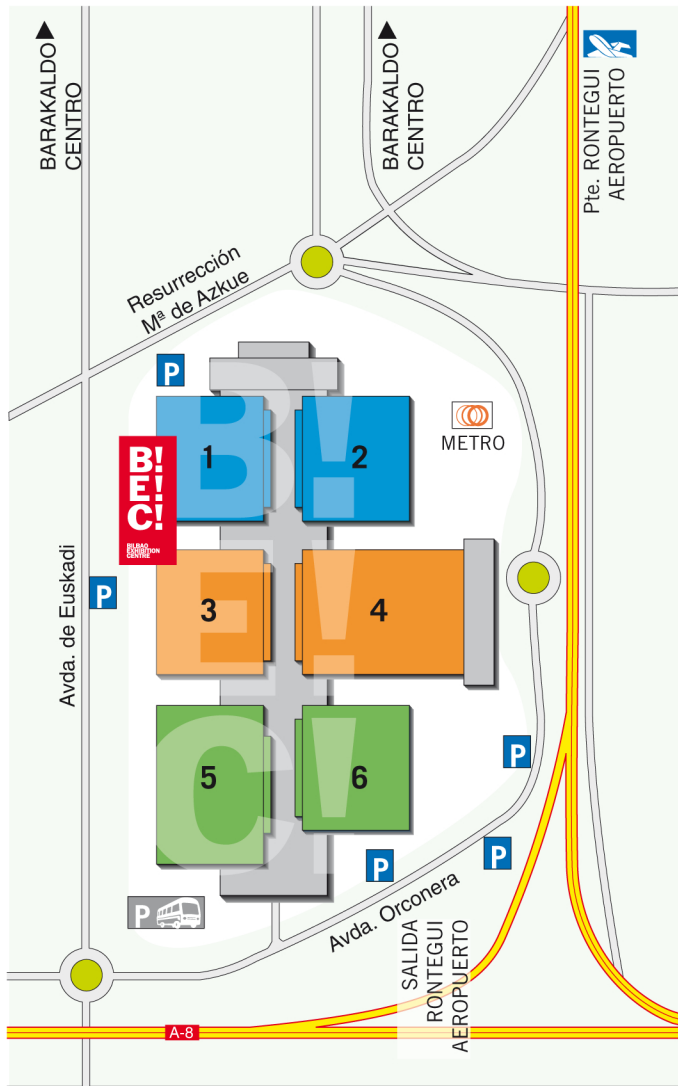 BARAKALDO
CENTRO
BARAKALDO
CENTRO
Pte. RONTEGUI
AEROPUERTO
Resurrección
Mª de Azkue
P
METRO
1
2
B!
E!!
C!
BILBAO
EXHIBITION
CENTRE
B!
E!
C!
3
4
P
Avda. de Euskadi
5
6
P
P
P
P
Avda. Orconera
SALIDA
RONTEGUI
AEROPUERTO
A-8